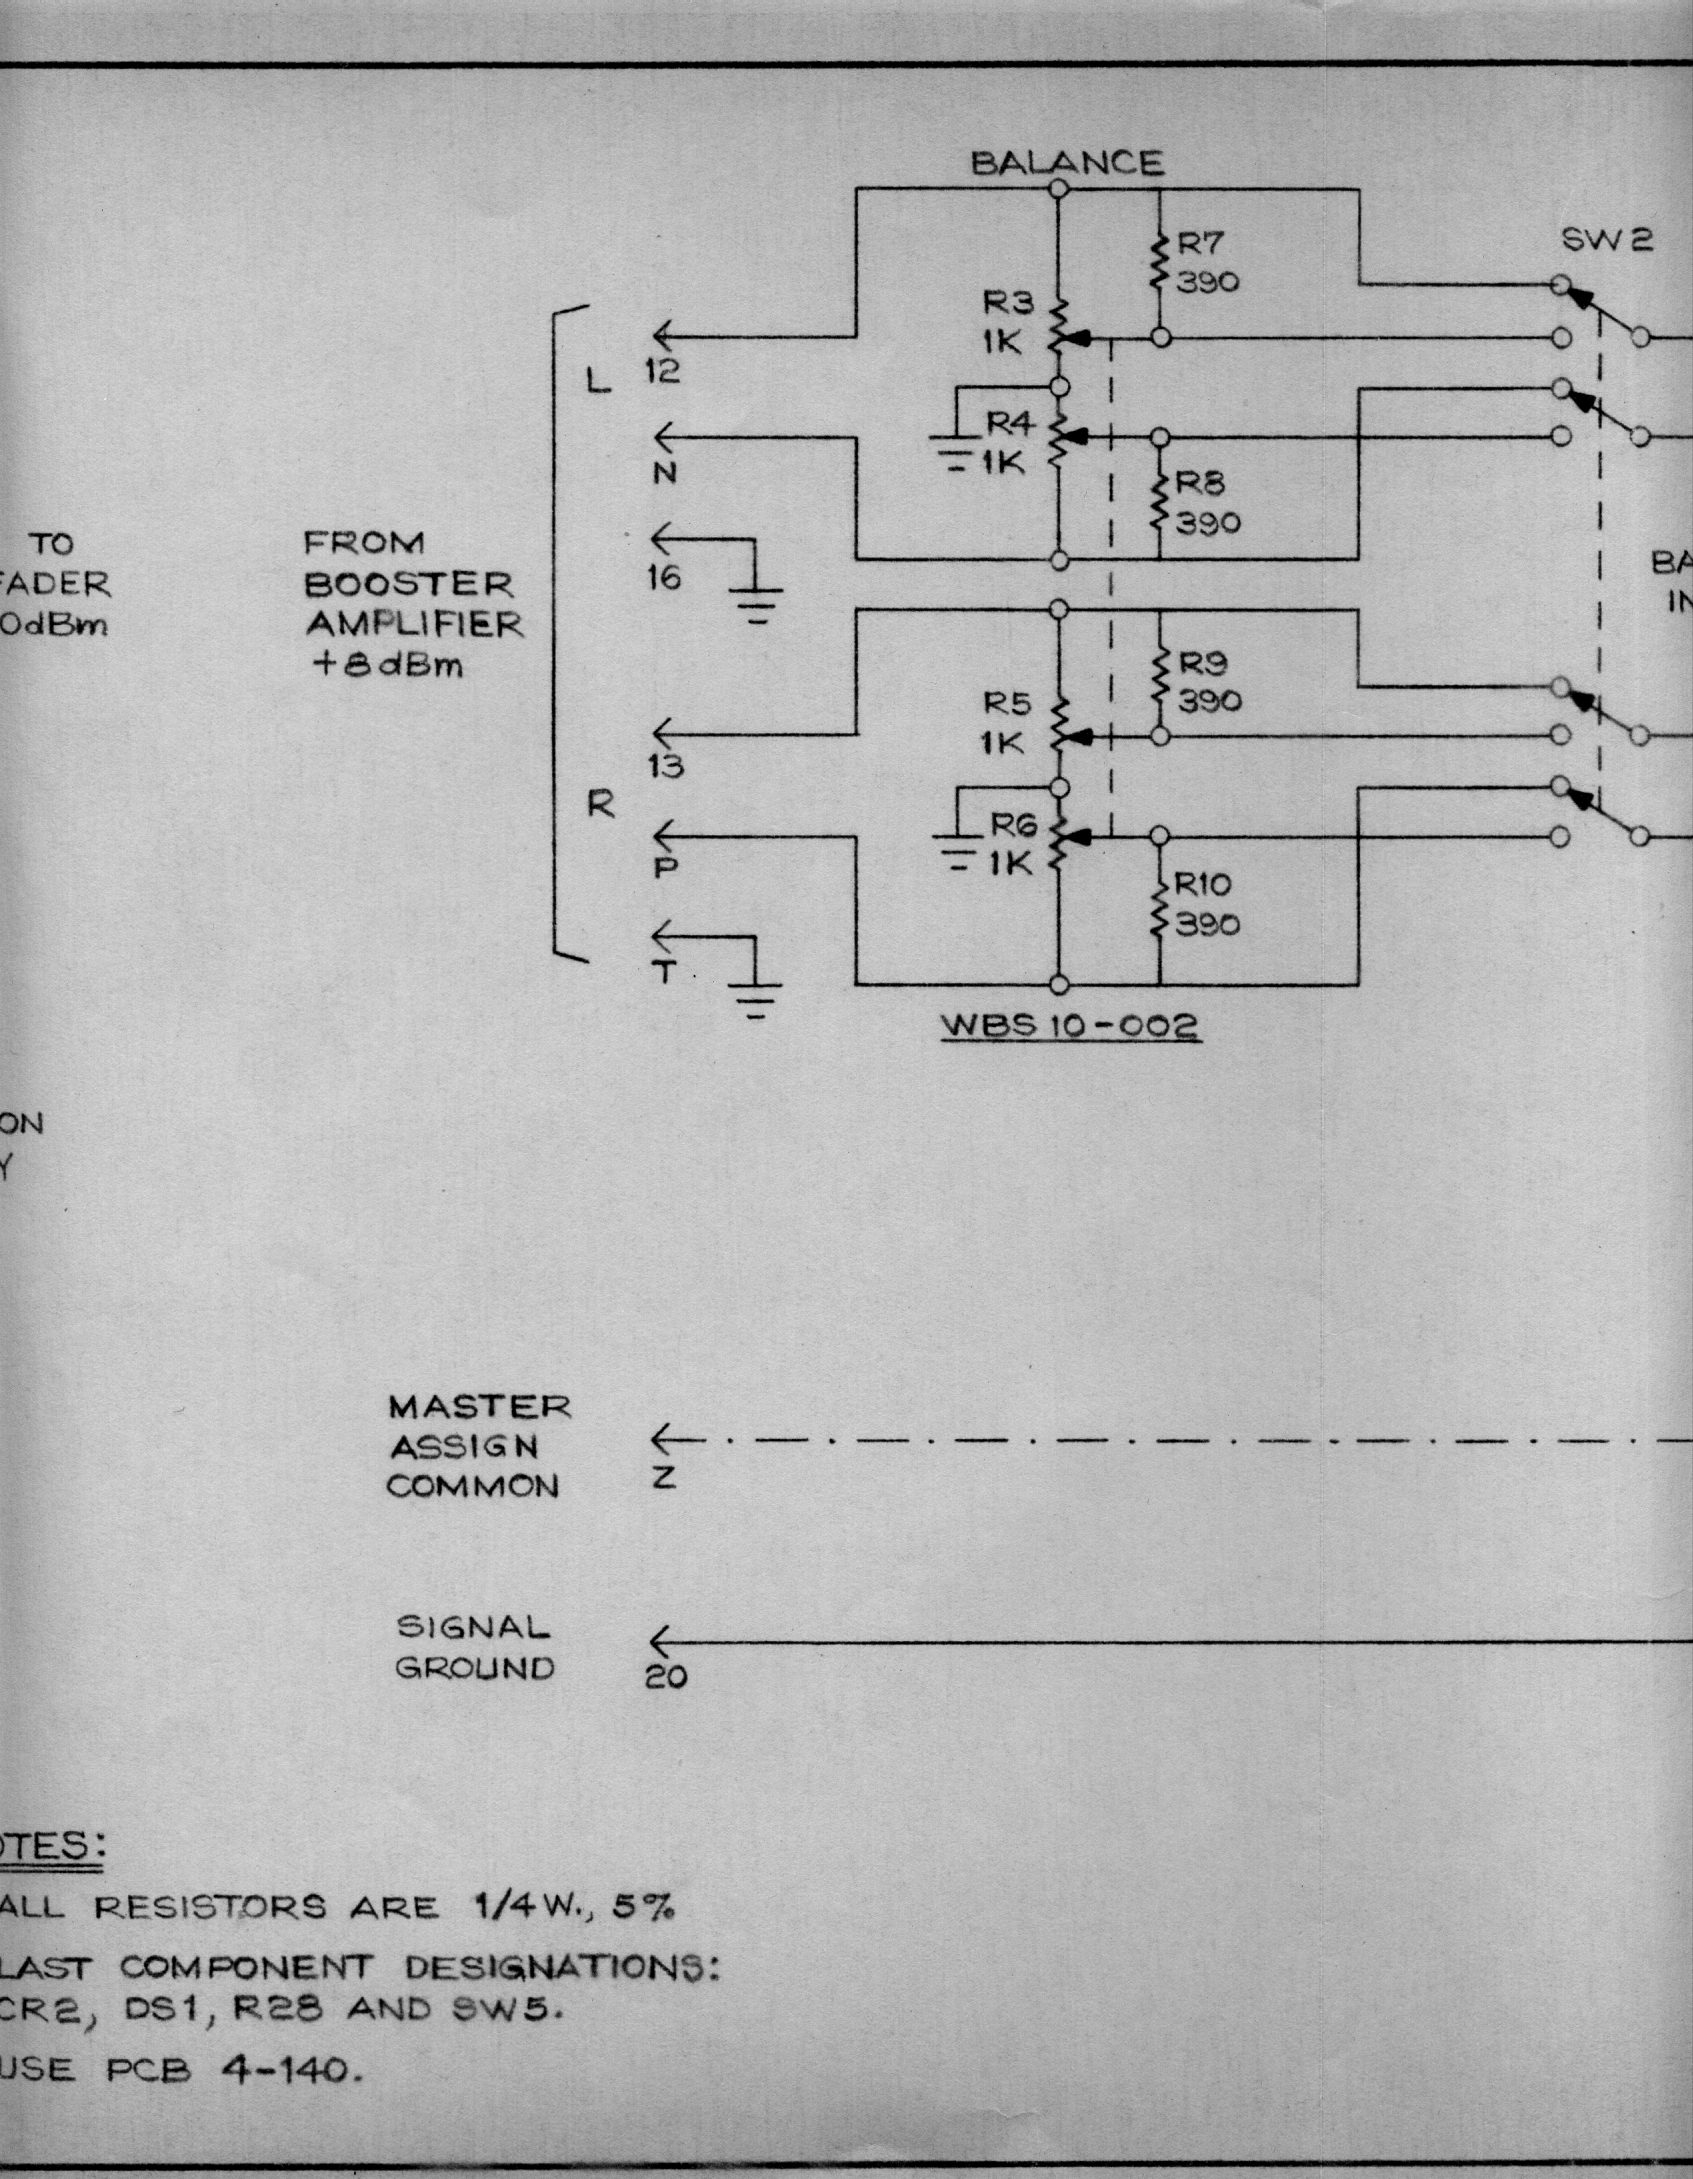 BALANCE
SW2
R7
390
R3
1K
12
L
R4
1K
N
R8
390
TO
FADER
0dBm
FROM
BOOSTER
AMPLIFIER
+8dBm
16
BA
IN
R9
390
R5
1K
13
R
R6
1K
P
R10
390
T
WBS 10-002
ON
Y
MASTER
ASSIGN
COMMON
Z
SIGNAL
GROUND
20
OTES:
ALL RESISTORS ARE 1/4W., 5%
LAST COMPONENT DESIGNATIONS:
CR2, DS1, R28 AND SW5.
USE PCB 4-140.